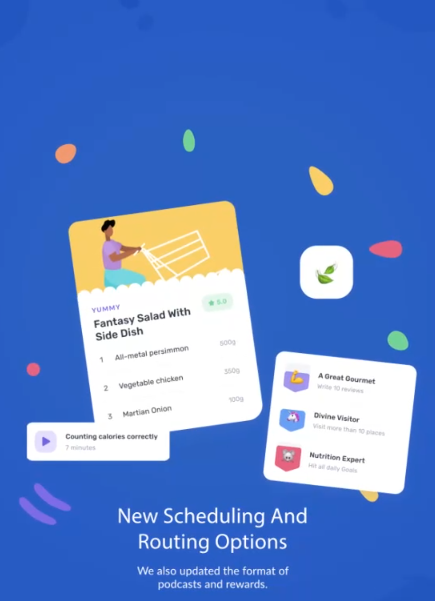 YUMMY
5.0
Fantasy Salad With
Side Dish
1 All-metal persimmon 500g
2 Vegetable chicken 350g
3 Martian Onion 100g
A Great Gourmet
Write 10 reviews
Divine Visitor
Visit more than 10 places
Nutrition Expert
Hit all daily Goals
Counting calories correctly
7 minutes
New Scheduling And
Routing Options
We also updated the format of
podcasts and rewards.